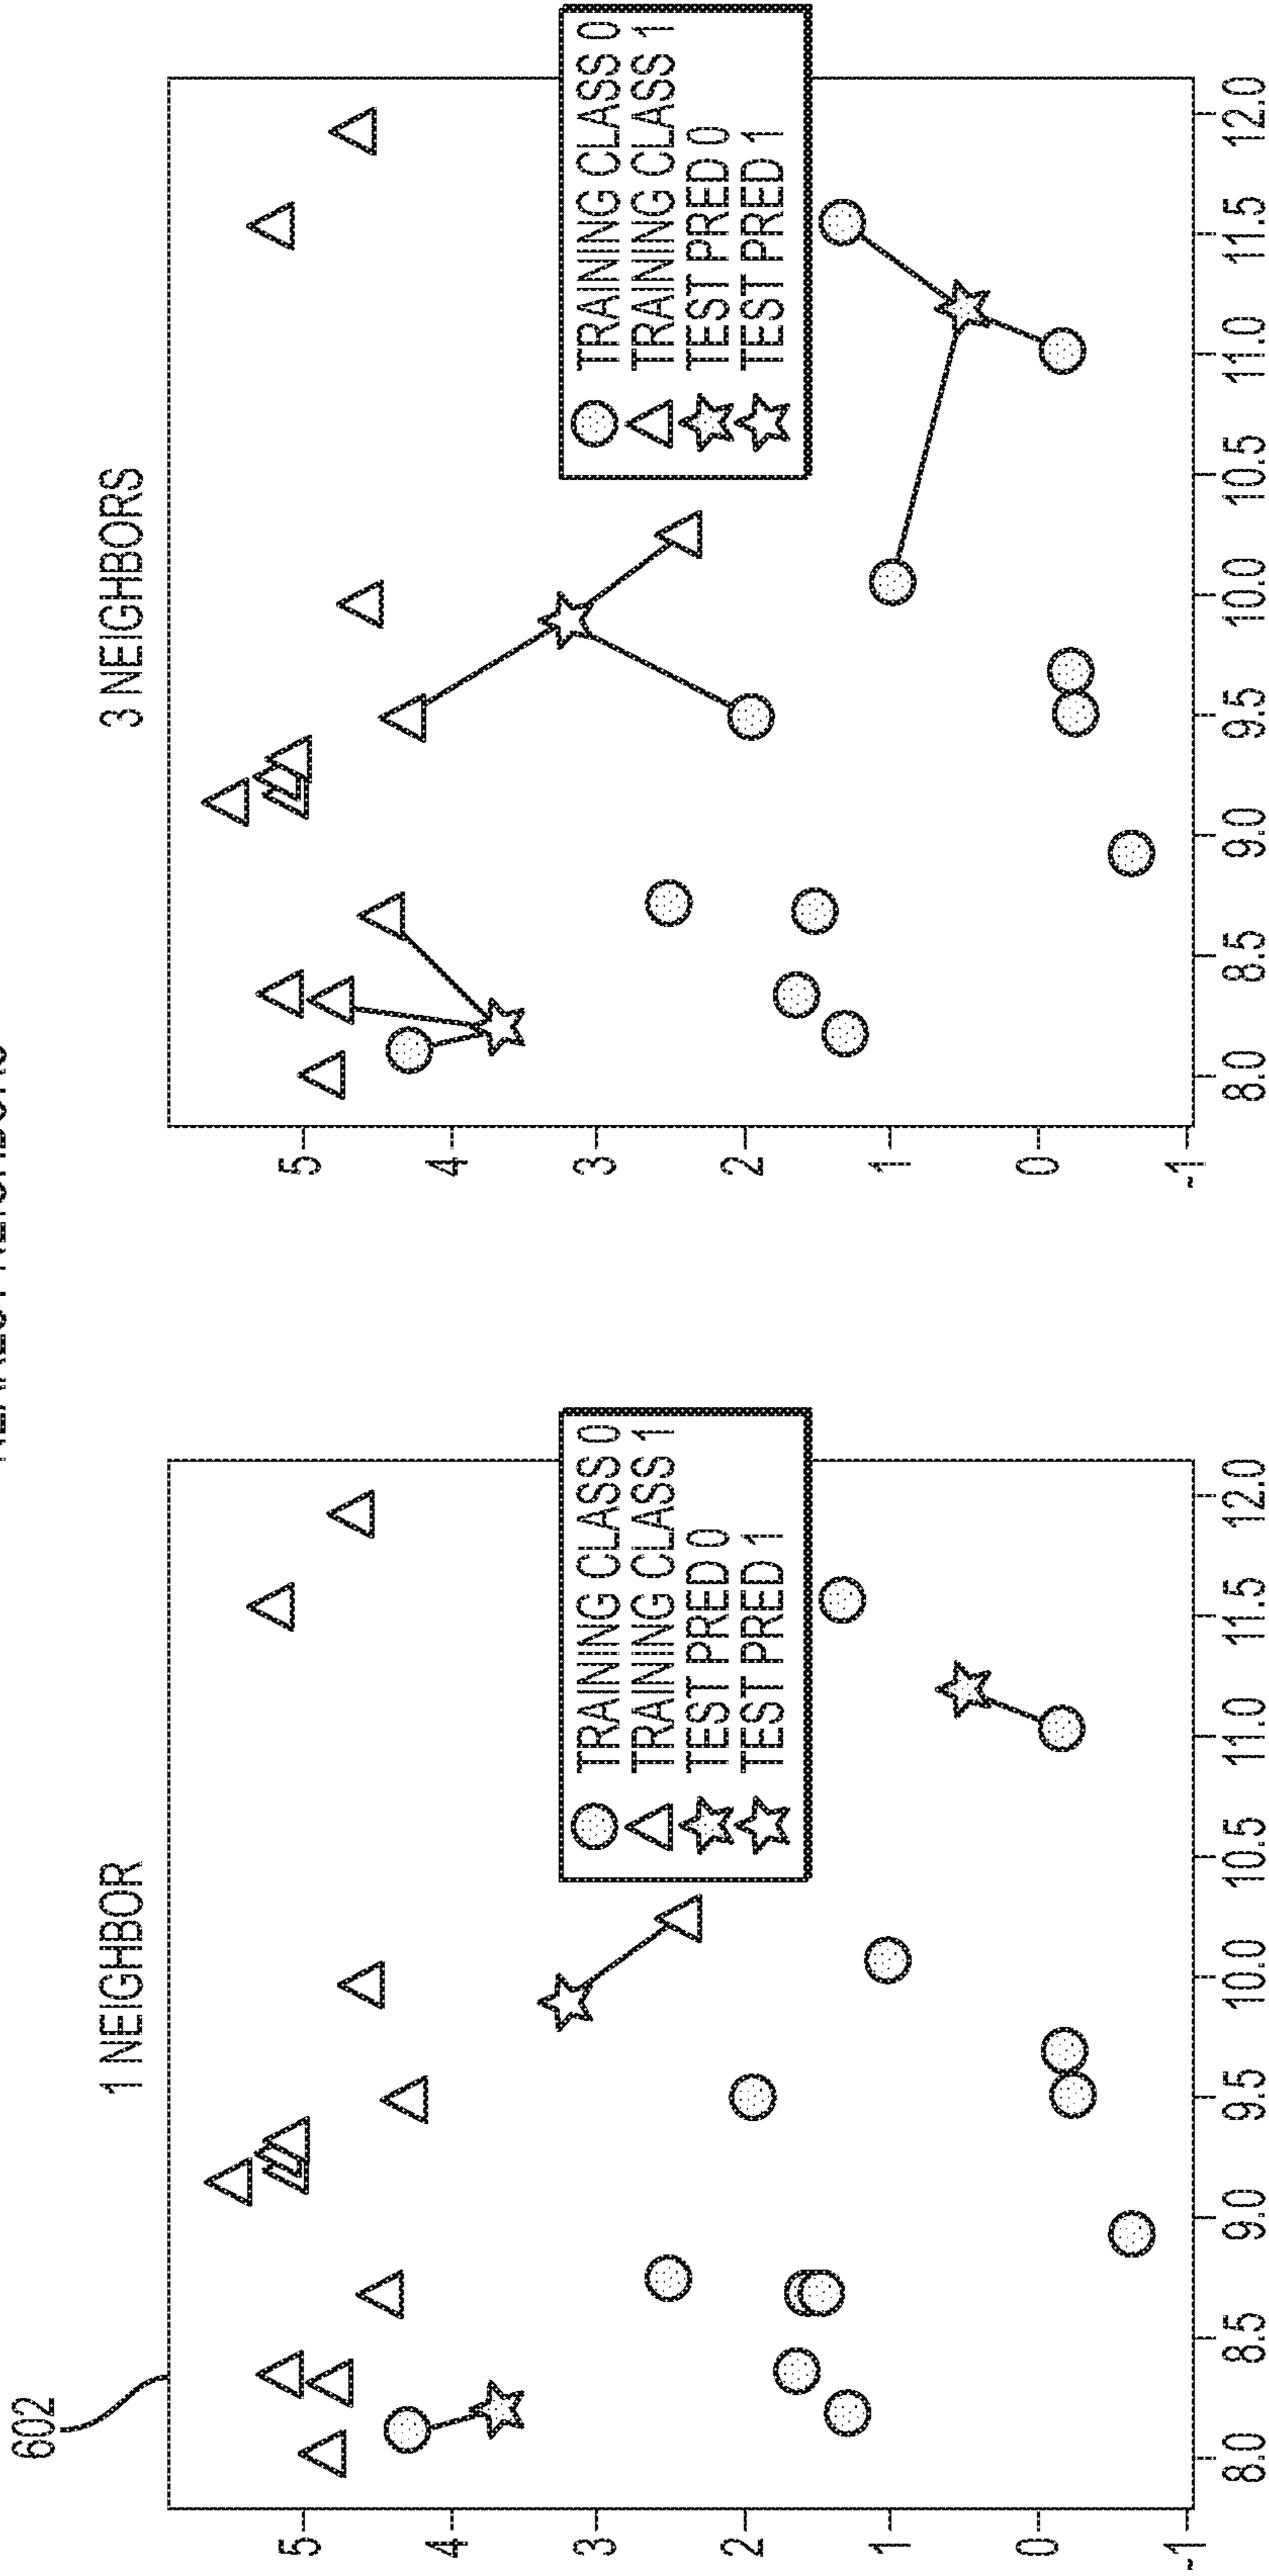 602
1 NEIGHBOR
5
4
3
2
1
0
-1
8.0 8.5 9.0 9.5 10.0 10.5 11.0 11.5 12.0
TRAINING CLASS 0
TRAINING CLASS 1
TEST PRED 0
TEST PRED 1
3 NEIGHBORS
5
4
3
2
1
0
-1
8.0 8.5 9.0 9.5 10.0 10.5 11.0 11.5 12.0
TRAINING CLASS 0
TRAINING CLASS 1
TEST PRED 0
TEST PRED 1